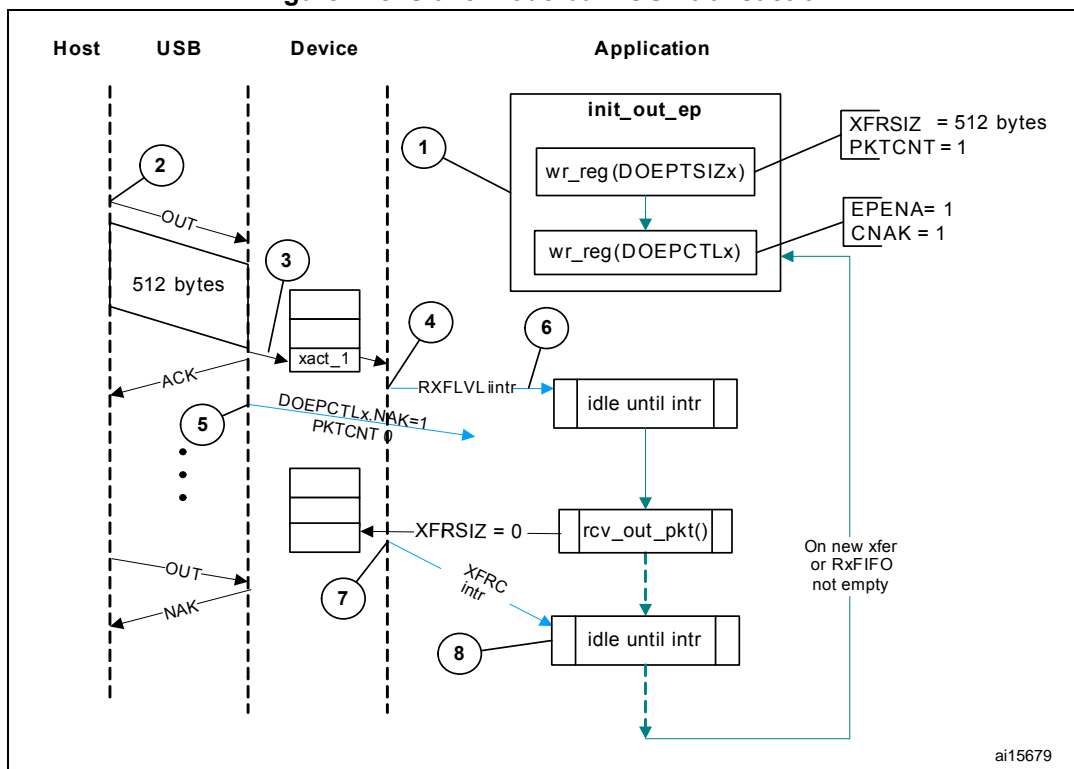 Host USB Device Application
init_out_ep
XFRSIZ = 512 bytes
PKTCNT = 1
1
wr_reg(DOEPTSIZx)
2
OUT
EPENA= 1
CNAK = 1
wr_reg(DOEPCTLx)
3
512 bytes
4
6
xact_1
ACK
RXFLVL iintr
idle until intr
DOEPCTLx.NAK=1
PKTCNT 0
5
XFRSIZ = 0
rcv_out_pkt()
On new xfer
or RxFIFO
not empty
OUT
XFRC
intr
NAK
7
idle until intr
8
ai15679